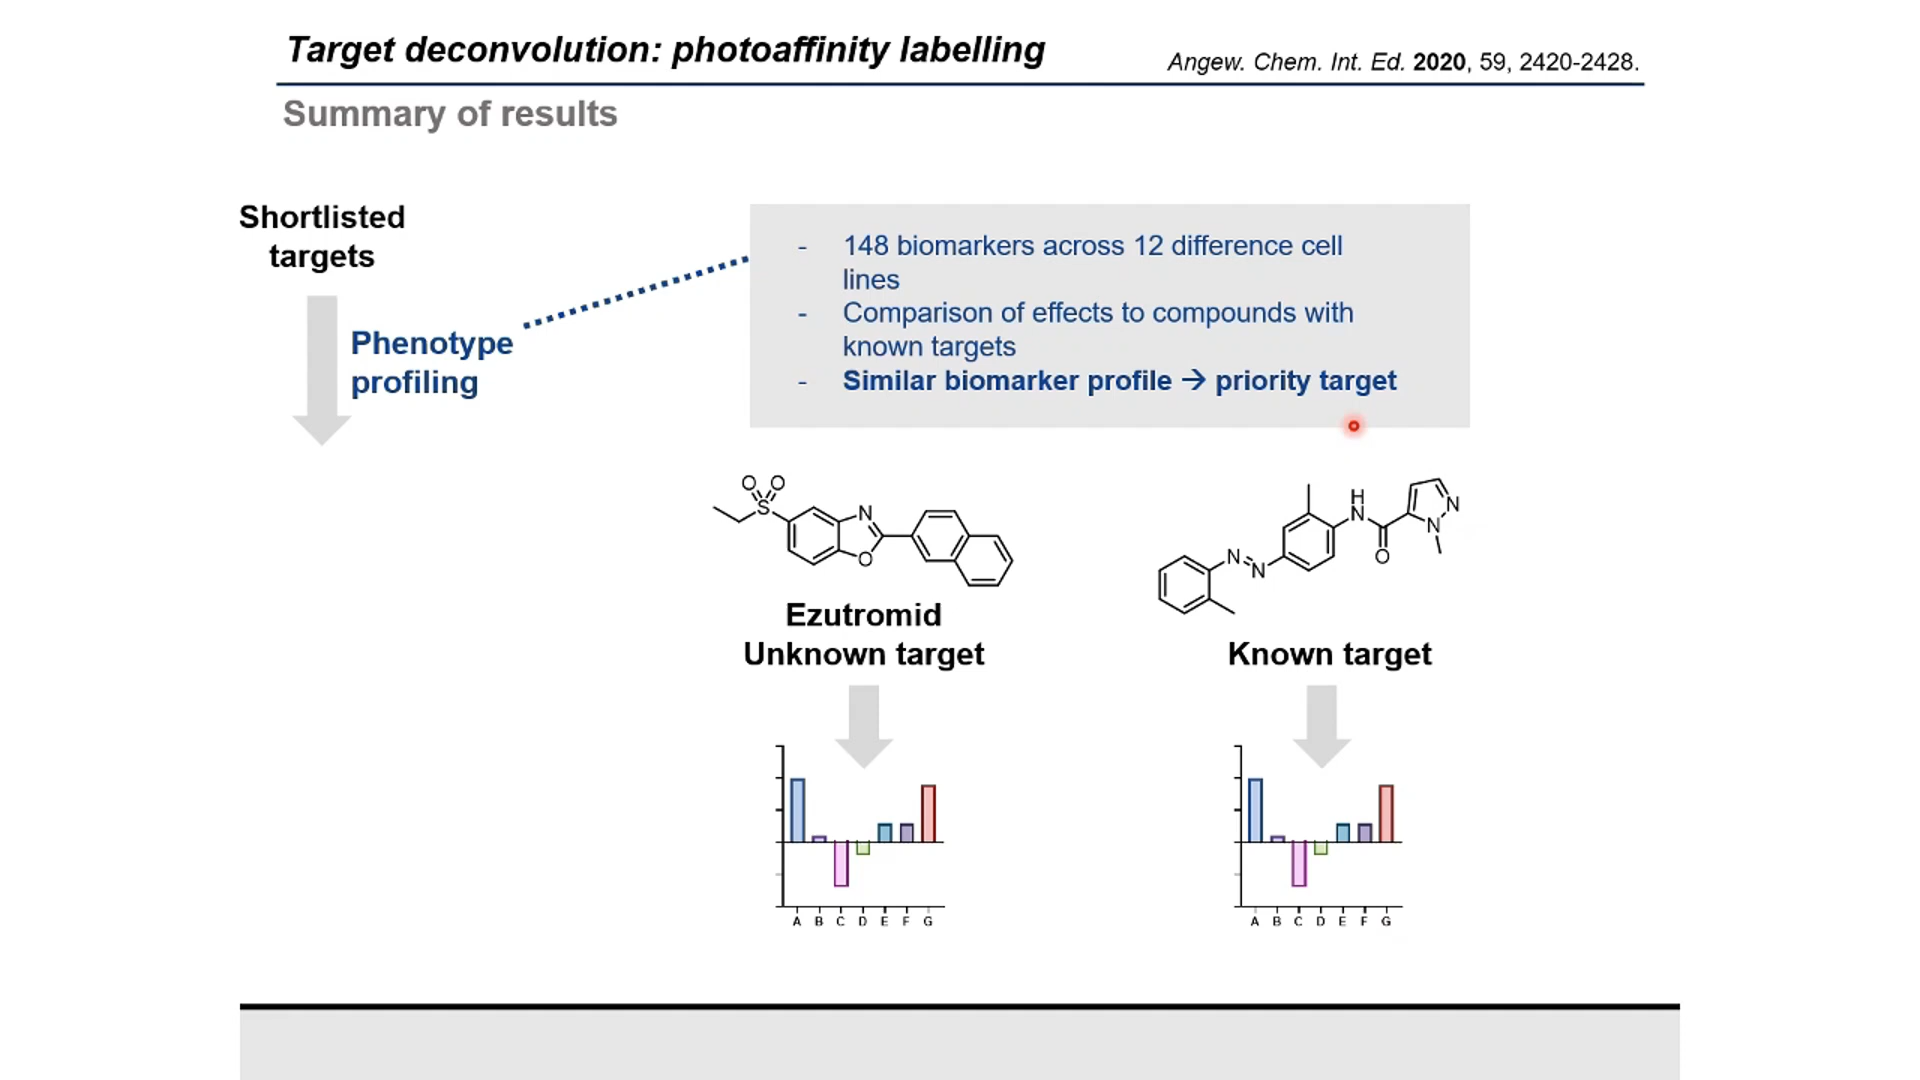 Target deconvolution: photoaffinity labelling
Angew. Chem. Int. Ed. 2020, 59, 2420-2428.
Summary of results
Shortlisted
targets
Phenotype
profiling
- 148 biomarkers across 12 difference cell
lines
- Comparison of effects to compounds with
known targets
- Similar biomarker profile → priority target
O O
S
N
O
Ezutromid
Unknown target
N
N
H
N
O
N
N
Known target
A B C D E F G
A B C D E F G